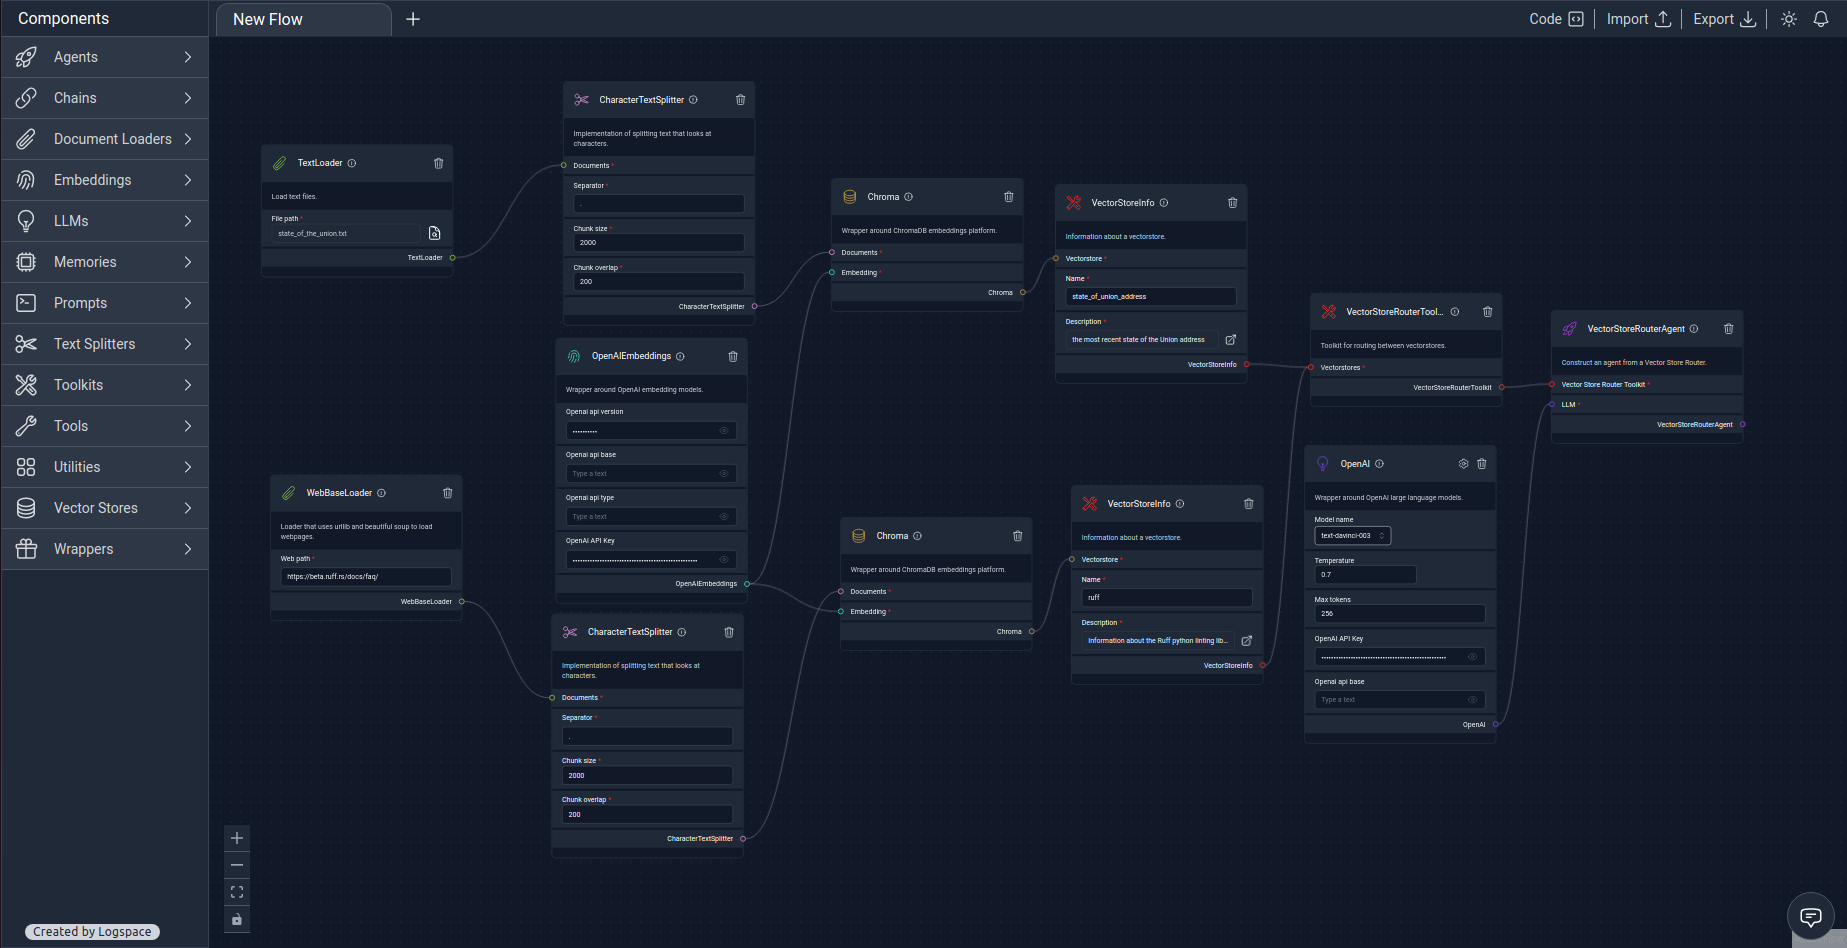 Components
New Flow
Code
Import
Export
Agents
Chains
Document Loaders
Embeddings
LLMs
Memories
Prompts
Text Splitters
Toolkits
Tools
Utilities
Vector Stores
Wrappers
Created by Logspace
TextLoader
Load text files.
File path *
state_of_the_union.txt
TextLoader
WebBaseLoader
Loader that uses urllib and beautiful soup to load
webpages.
Web path *
https://beta.ruff.rs/docs/faq/
WebBaseLoader
CharacterTextSplitter
Implementation of splitting text that looks at
characters.
Documents *
Separator *
.
Chunk size *
2000
Chunk overlap *
200
CharacterTextSplitter
OpenAIEmbeddings
Wrapper around OpenAI embedding models.
Openai api version
••••••••••
Openai api base
Type a text
Openai api type
Type a text
OpenAI API Key
OpenAIEmbeddings
CharacterTextSplitter
Implementation of splitting text that looks at
characters.
Documents *
Separator *
.
Chunk size *
2000
Chunk overlap *
200
CharacterTextSplitter
Chroma
Wrapper around ChromaDB embeddings platform.
Documents *
Embedding *
Chroma
Chroma
Wrapper around ChromaDB embeddings platform.
Documents *
Embedding *
Chroma
VectorStoreInfo
Information about a vectorstore.
Vectorstore *
Name *
state_of_union_address
Description *
the most recent state of the Union address
VectorStoreInfo
VectorStoreInfo
Information about a vectorstore.
Vectorstore *
Name *
ruff
Description *
Information about the Ruff python linting lib...
VectorStoreInfo
VectorStoreRouterTool...
Toolkit for routing between vectorstores.
Vectorstores *
VectorStoreRouterToolkit
OpenAI
Wrapper around OpenAI large language models.
Model name
text-davinci-003
Temperature
0.7
Max tokens
256
OpenAI API Key
Openai api base
Type a text
OpenAI
VectorStoreRouterAgent
Construct an agent from a Vector Store Router.
Vector Store Router Toolkit *
LLM *
VectorStoreRouterAgent